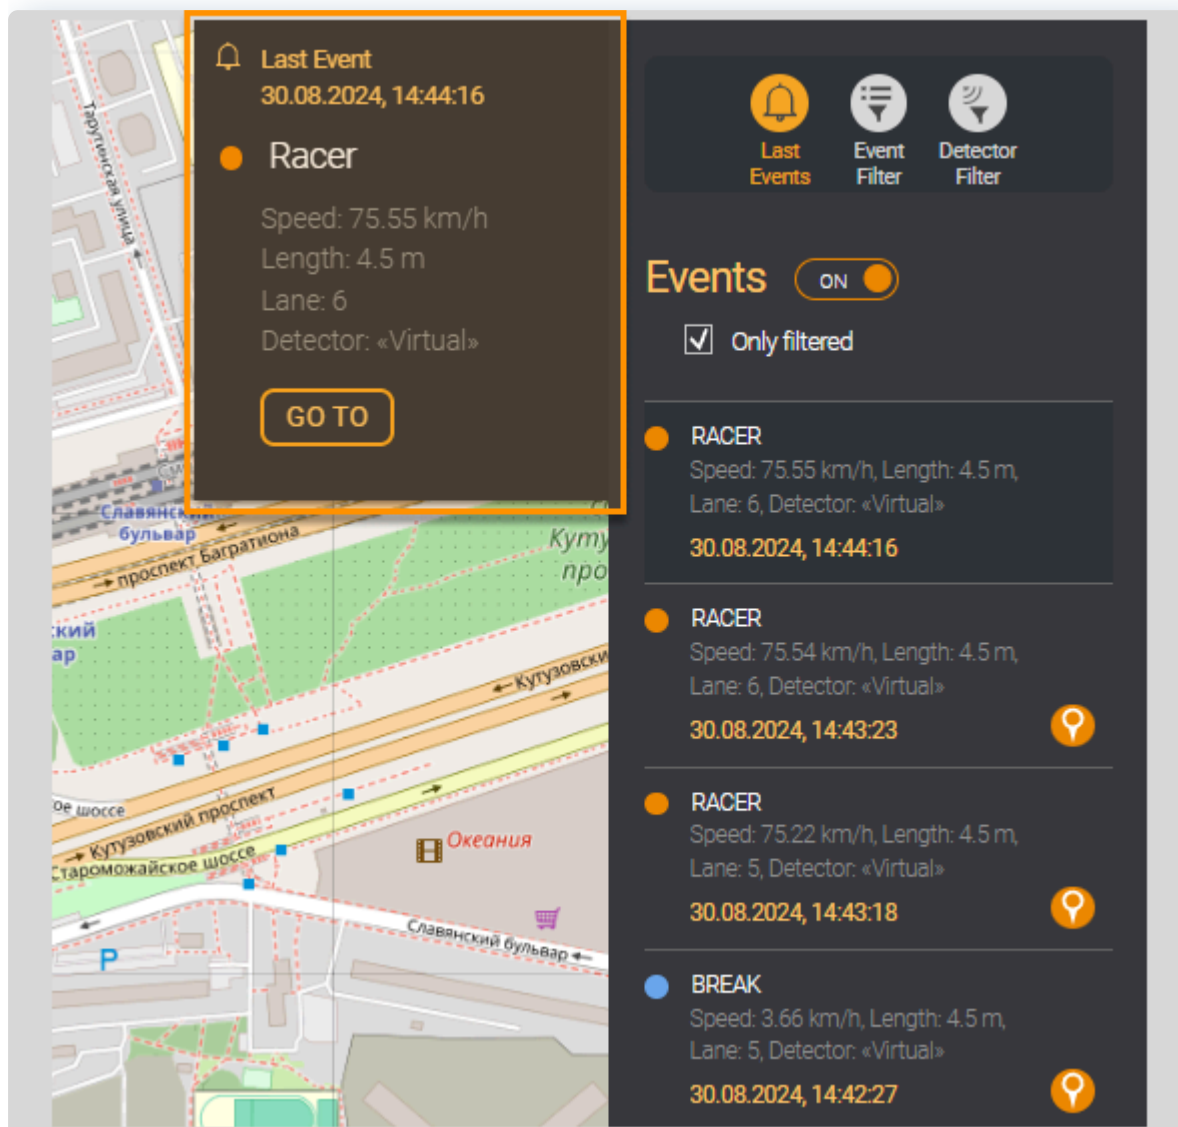 Last Event
30.08.2024, 14:44:16
Racer
Speed: 75.55 km/h
Length: 4.5 m
Lane: 6
Detector: «Virtual»
GO TO
Last Events
Event Filter
Detector Filter
Events ON
Only filtered
RACER
Speed: 75.55 km/h, Length: 4.5 m,
Lane: 6, Detector: «Virtual»
30.08.2024, 14:44:16
RACER
Speed: 75.54 km/h, Length: 4.5 m,
Lane: 6, Detector: «Virtual»
30.08.2024, 14:43:23
RACER
Speed: 75.22 km/h, Length: 4.5 m,
Lane: 5, Detector: «Virtual»
30.08.2024, 14:43:18
BREAK
Speed: 3.66 km/h, Length: 4.5 m,
Lane: 5, Detector: «Virtual»
30.08.2024, 14:42:27
Тарутинская улица
бульвар
проспект Багратиона
Куту
про
ский
ар
Кутузовски
ое шоссе
Кутузовский проспект
Староможайское шоссе
Океания
Славянский бульвар
P